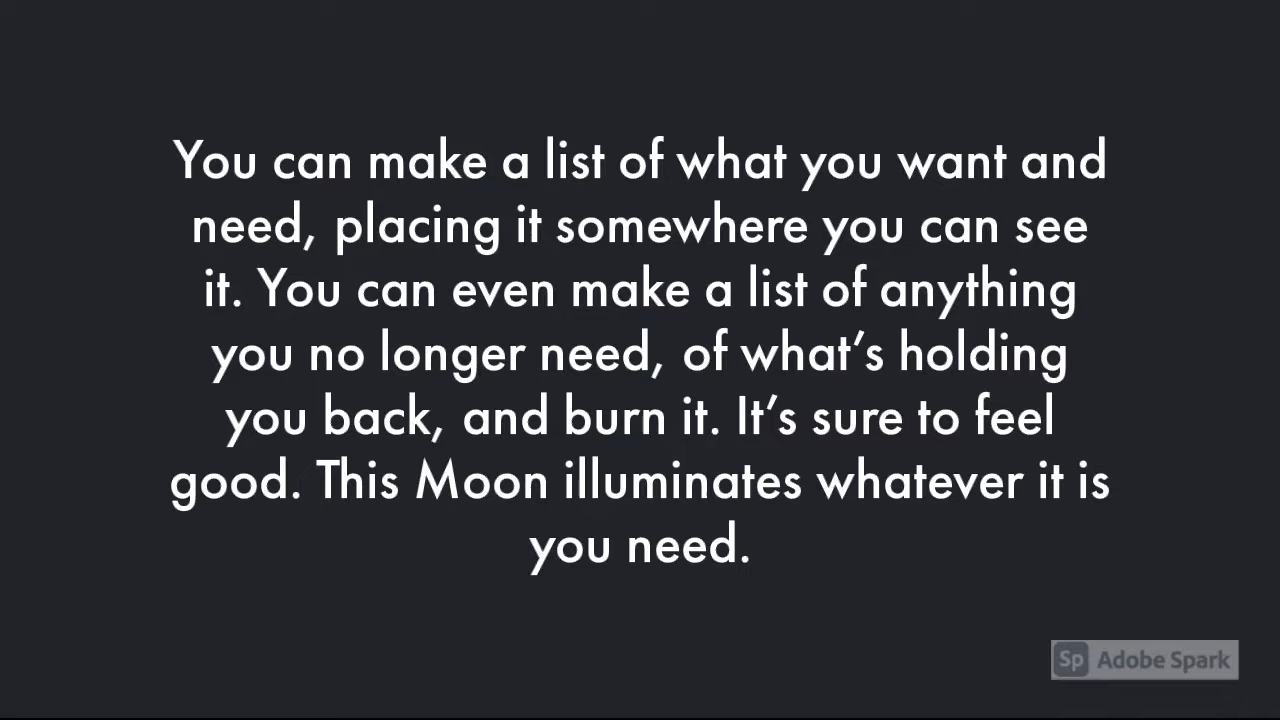 You can make a list of what you want and
need, placing it somewhere you can see
it. You can even make a list of anything
you no longer need, of what’s holding
you back, and burn it. It’s sure to feel
good. This Moon illuminates whatever it is
you need.
Sp Adobe Spark